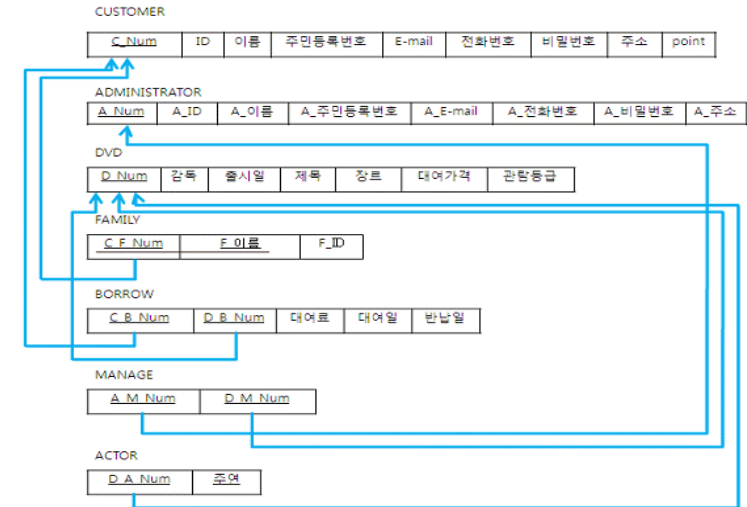 CUSTOMER
C_Num ID 이름 주민등록번호 E-mail 전화번호 비밀번호 주소 point
ADMINISTRATOR
A_Num A_ID A_이름 A_주민등록번호 A_E-mail A_전화번호 A_비밀번호 A_주소
DVD
D_Num 감독 출시일 제목 장르 대여가격 관람등급
FAMILY
C_F_Num F_이름 F_ID
BORROW
C_B_Num D_B_Num 대여료 대여일 반납일
MANAGE
A_M_Num D_M_Num
ACTOR
D_A_Num 주연